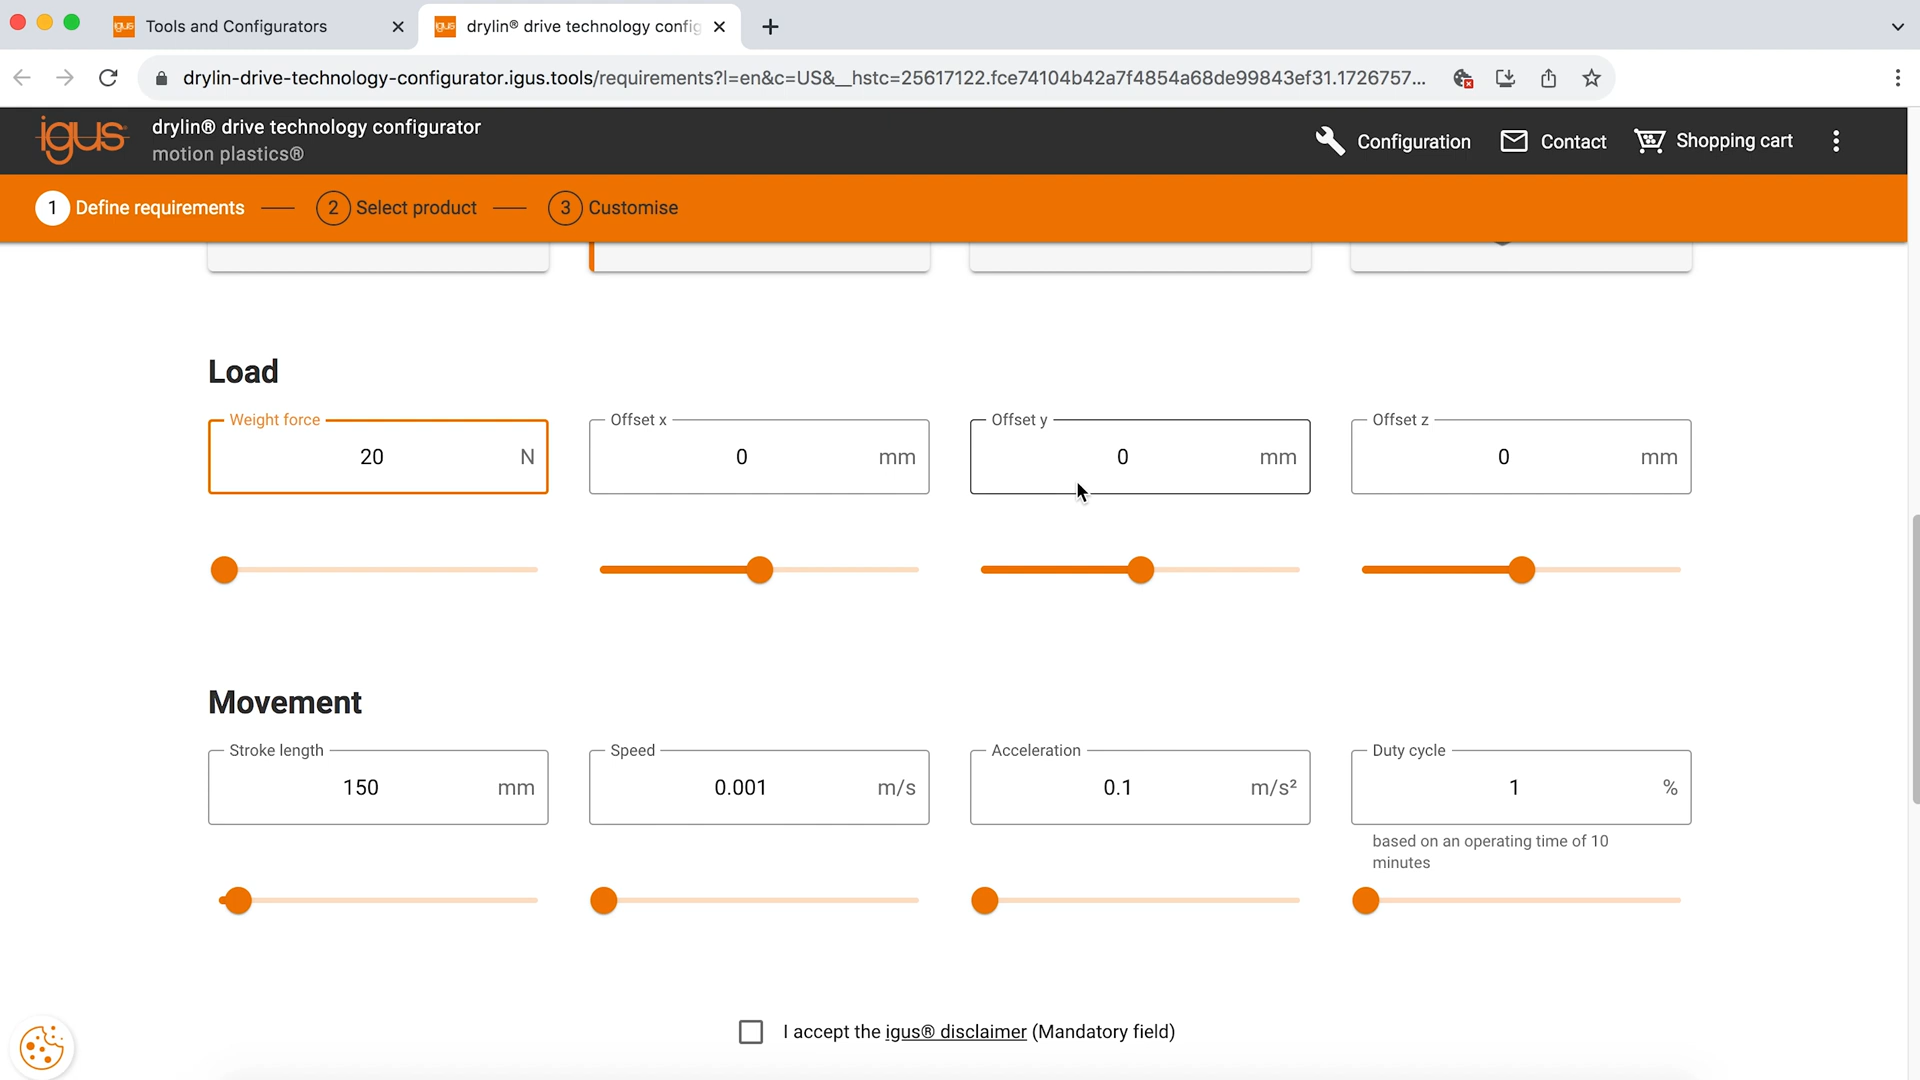 igus Tools and Configurators
igus drylin® drive technology config
drylin-drive-technology-configurator.igus.tools/requirements?l=en&c=US&__hstc=25617122.fce74104b42a7f4854a68de99843ef31.1726757...
igus
drylin® drive technology configurator
motion plastics®
Configuration
Contact
Shopping cart
1 Define requirements
2 Select product
3 Customise
Load
Weight force
20 N
Offset x
0 mm
Offset y
0 mm
Offset z
0 mm
Movement
Stroke length
150 mm
Speed
0.001 m/s
Acceleration
0.1 m/s²
Duty cycle
1 %
based on an operating time of 10
minutes
I accept the igus® disclaimer (Mandatory field)